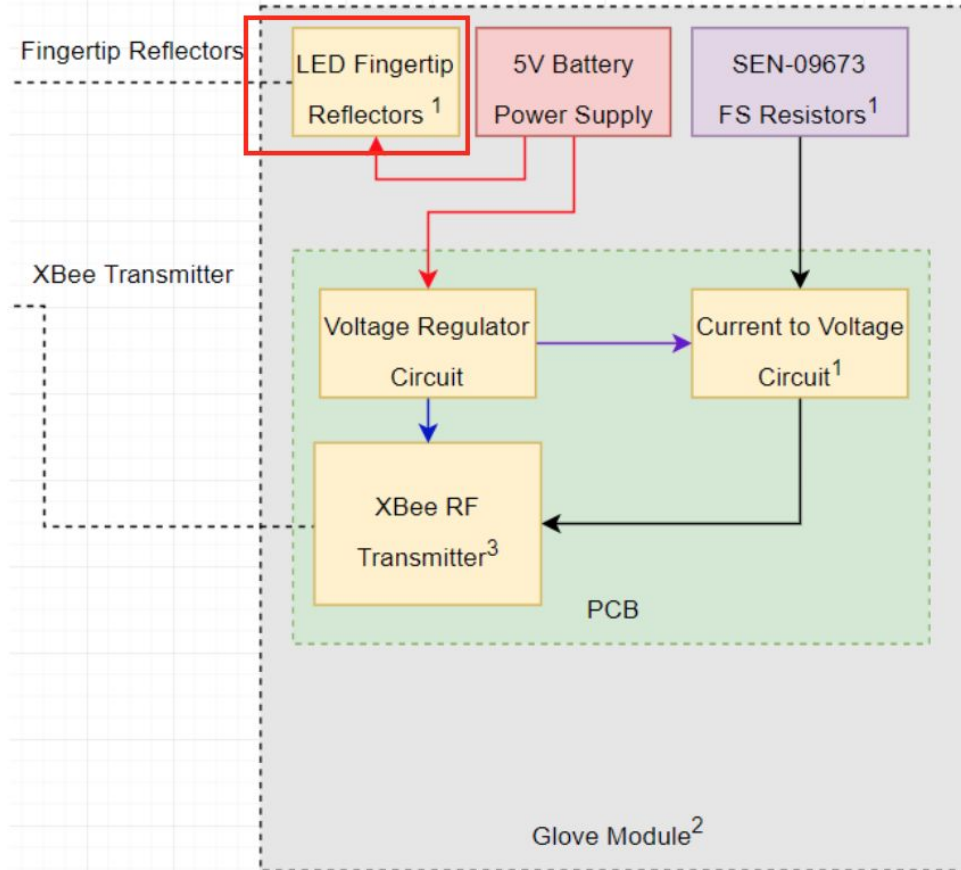 Fingertip Reflectors
LED Fingertip
Reflectors 1
5V Battery
Power Supply
SEN-09673
FS Resistors1
XBee Transmitter
Voltage Regulator
Circuit
Current to Voltage
Circuit1
XBee RF
Transmitter3
PCB
Glove Module2